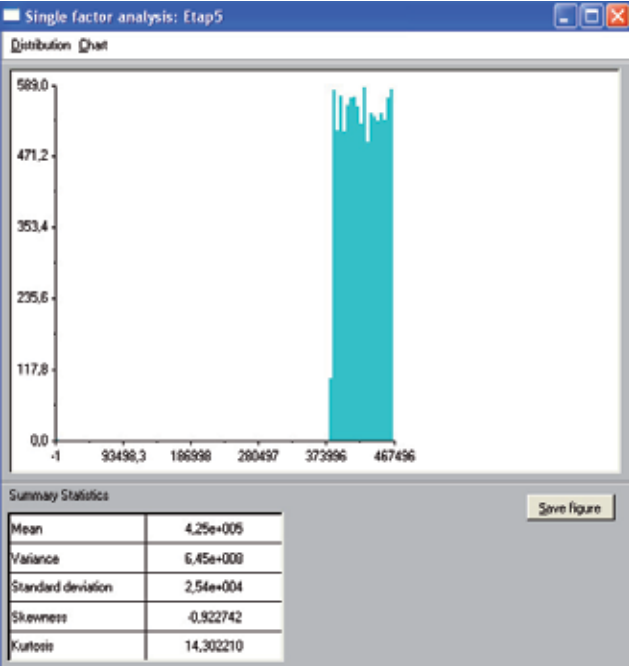 Single factor analysis: Etap5
Distribution Chart
589,0
471,2
353,4
235,6
117,8
0,0
-1 93498,3 186998 280497 373996 467496
Summary Statistics
Save figure
Mean 4,25e+005
Variance 6,45e+008
Standard deviation 2,54e+004
Skewness -0,922742
Kurtosis 14,302210